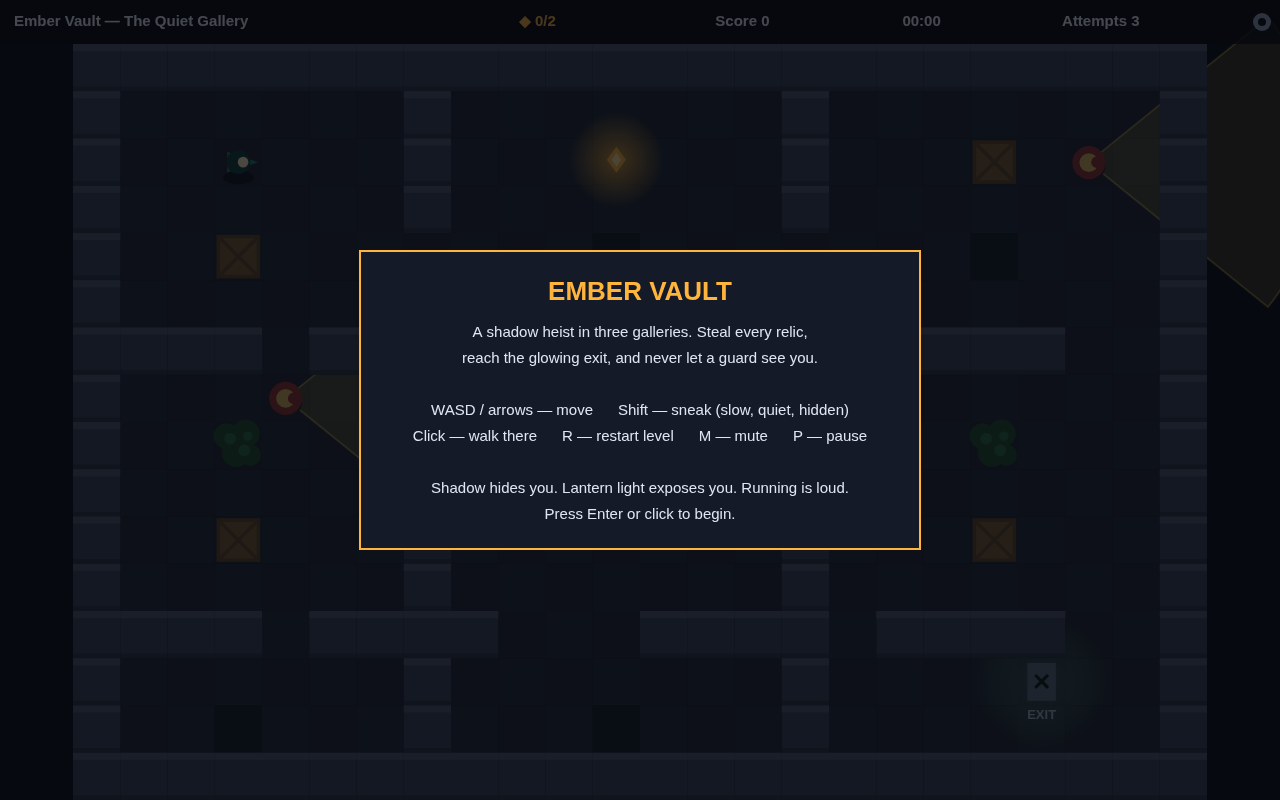 Ember Vault — The Quiet Gallery
◆ 0/2
Score 0
00:00
Attempts 3
EMBER VAULT
A shadow heist in three galleries. Steal every relic,
reach the glowing exit, and never let a guard see you.
WASD / arrows — move Shift — sneak (slow, quiet, hidden)
Click — walk there R — restart level M — mute P — pause
Shadow hides you. Lantern light exposes you. Running is loud.
Press Enter or click to begin.
EXIT